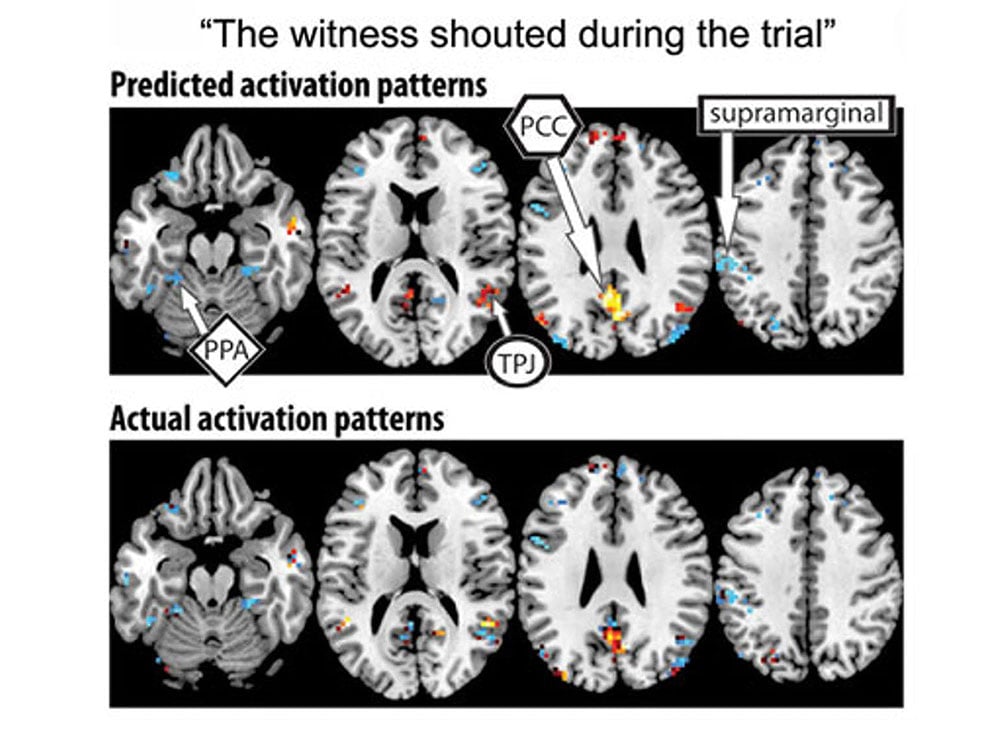 “The witness shouted during the trial”
Predicted activation patterns
PCC
supramarginal
PPA
TPJ
Actual activation patterns